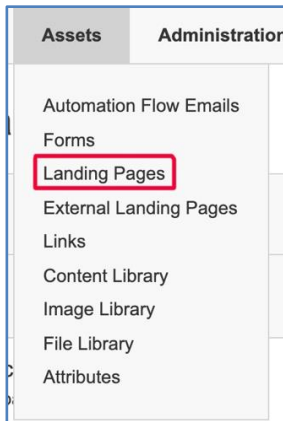 Assets Administration
Automation Flow Emails
Forms
Landing Pages
External Landing Pages
Links
Content Library
Image Library
File Library
Attributes